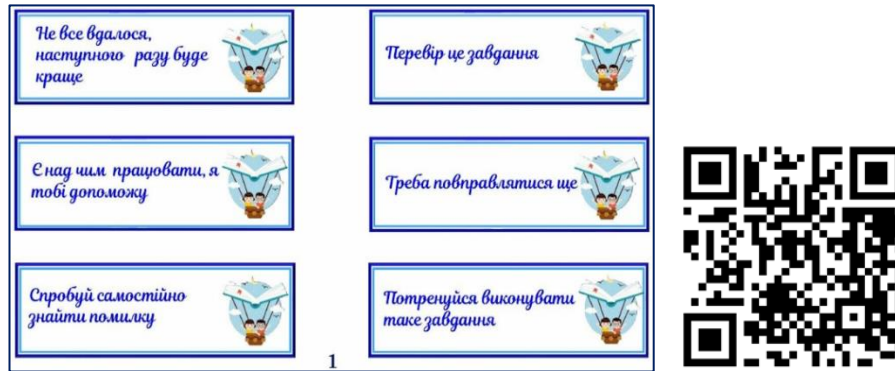 Не все вдалося,
наступного разу буде
краще
Перевір це завдання
Є над чим працювати, я
тобі допоможу
Треба повправлятися ще
Спробуй самостійно
знайти помилку
Потренуйся виконувати
таке завдання
1